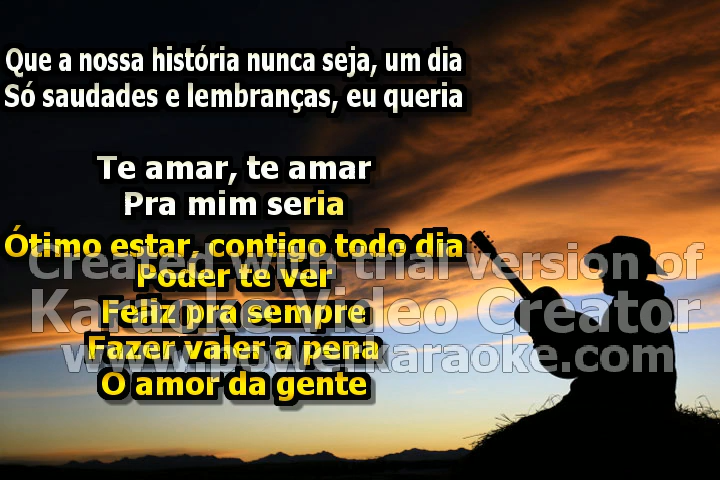 Que a nossa história nunca seja, um dia
Só saudades e lembranças, eu queria
Te amar, te amar
Pra mim seria
Ótimo estar, contigo todo dia
Created with trial version of
Poder te ver
Karaoke Video Creator
Feliz pra sempre
Fazer valer a pena
www.powerkaraoke.com
O amor da gente